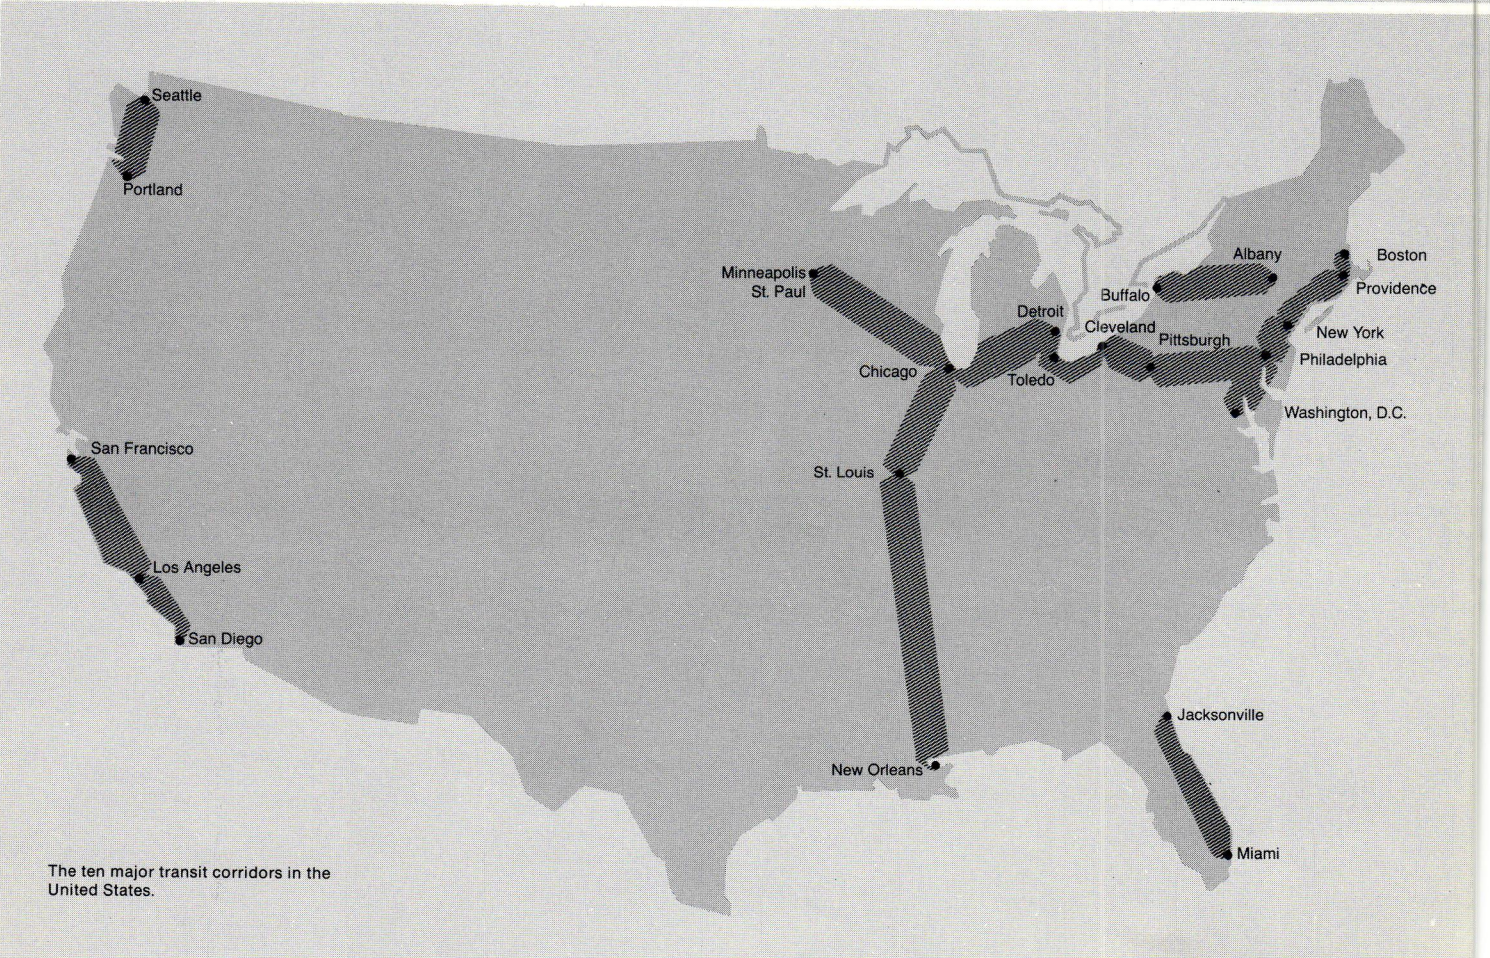 Seattle
Portland
Minneapolis
St. Paul
Albany
Boston
Buffalo
Providence
Detroit
Cleveland
Pittsburgh
New York
Philadelphia
Chicago
Toledo
Washington, D.C.
San Francisco
St. Louis
Los Angeles
San Diego
Jacksonville
New Orleans
Miami
The ten major transit corridors in the
United States.